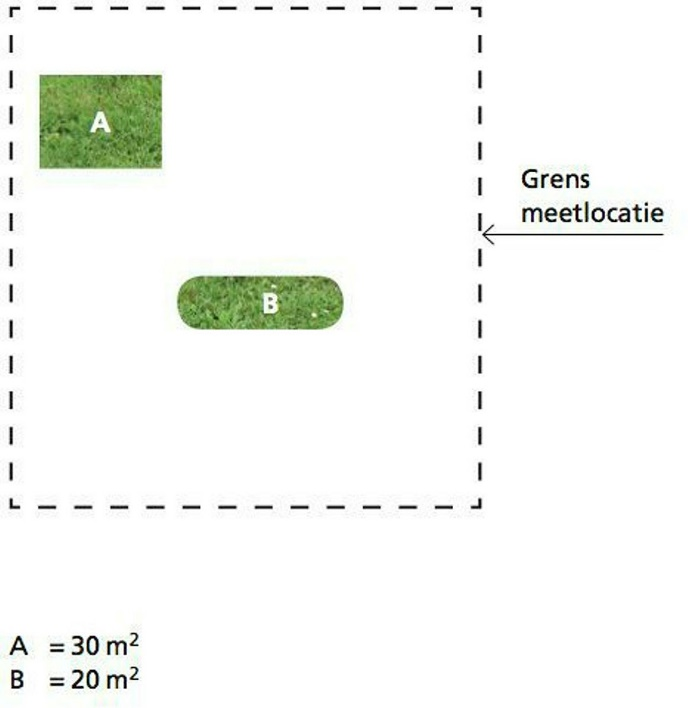 A
Grens
meetlocatie
B
A = 30 m²
B = 20 m²